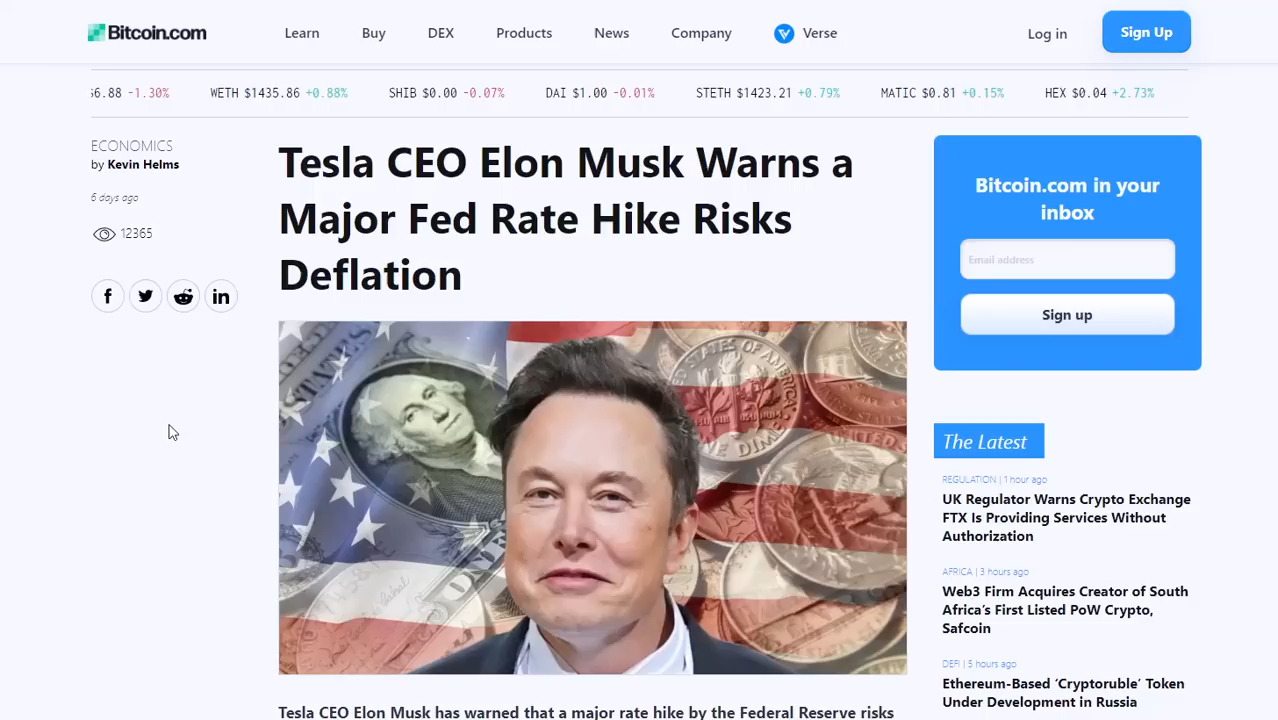 Bitcoin.com
Learn Buy DEX Products News Company Verse Log in Sign Up
6.88 -1.30% WETH $1435.86 +0.88% SHIB $0.00 -0.07% DAI $1.00 -0.01% STETH $1423.21 +0.79% MATIC $0.81 +0.15% HEX $0.04 +2.73%
ECONOMICS
by Kevin Helms
6 days ago
12365
Tesla CEO Elon Musk Warns a
Major Fed Rate Hike Risks
Deflation
STATES OF AMERICA
ONE DIME
Tesla CEO Elon Musk has warned that a major rate hike by the Federal Reserve risks
Bitcoin.com in your
inbox
Email address
Sign up
The Latest
REGULATION | 1 hour ago
UK Regulator Warns Crypto Exchange
FTX Is Providing Services Without
Authorization
AFRICA | 3 hours ago
Web3 Firm Acquires Creator of South
Africa's First Listed PoW Crypto,
Safcoin
DEFI | 5 hours ago
Ethereum-Based ‘Cryptoruble’ Token
Under Development in Russia